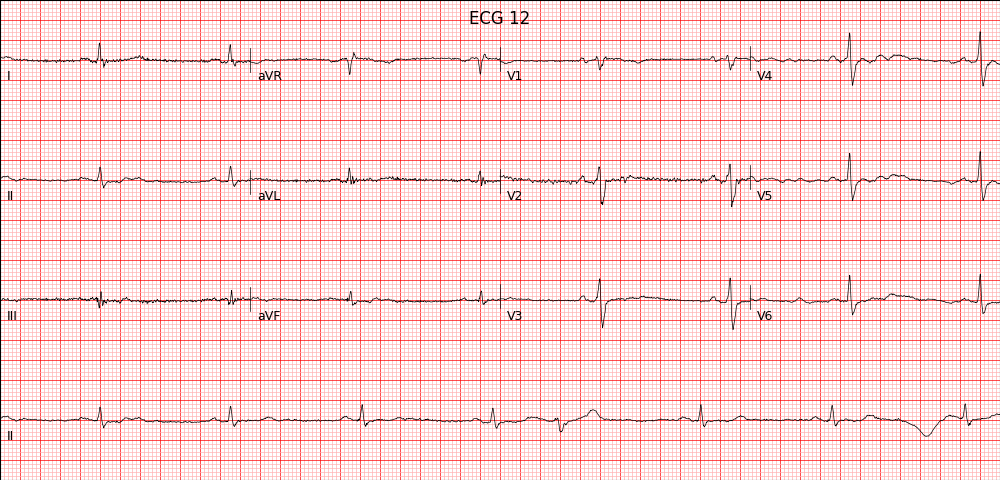 ECG 12
I aVR V1 V4
II aVL V2 V5
III aVF V3 V6
II